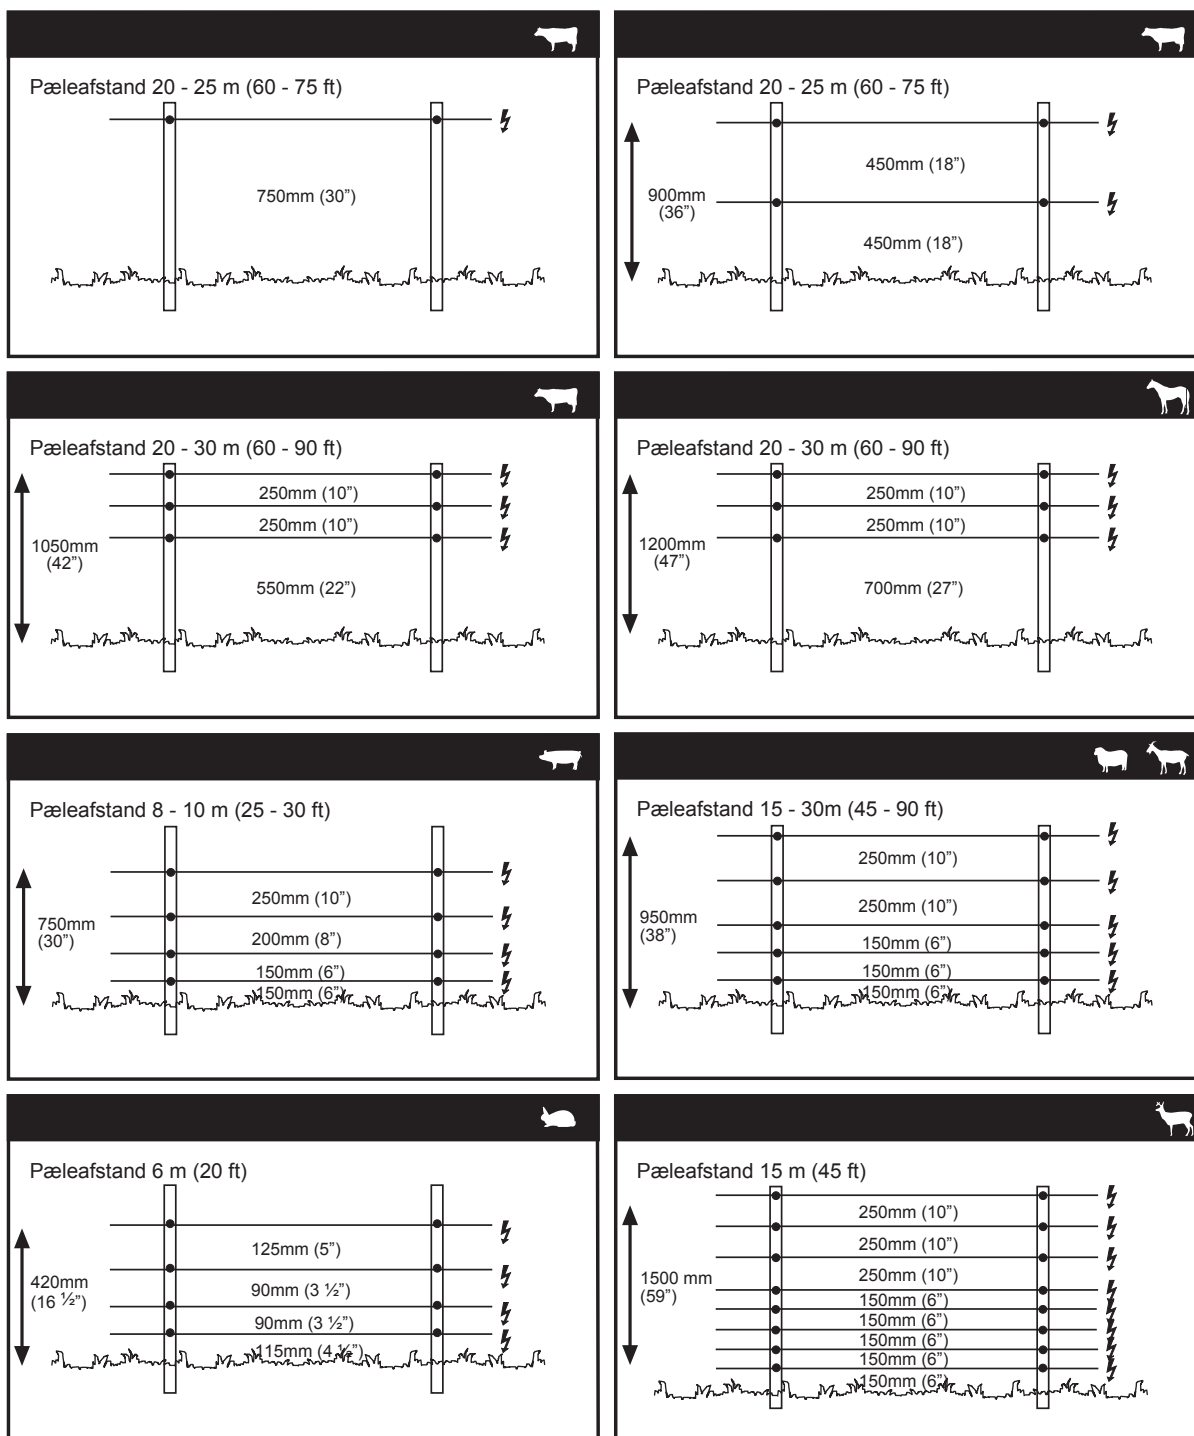 Pæleafstand 20 - 25 m (60 - 75 ft)
750mm (30”)
Pæleafstand 20 - 25 m (60 - 75 ft)
450mm (18”)
900mm
(36”)
450mm (18”)
Pæleafstand 20 - 30 m (60 - 90 ft)
250mm (10”)
250mm (10”)
1050mm
(42”)
550mm (22”)
Pæleafstand 20 - 30 m (60 - 90 ft)
250mm (10”)
250mm (10”)
1200mm
(47”)
700mm (27”)
Pæleafstand 8 - 10 m (25 - 30 ft)
250mm (10”)
750mm
(30”)
200mm (8”)
150mm (6”)
150mm (6”)
Pæleafstand 15 - 30m (45 - 90 ft)
250mm (10”)
250mm (10”)
950mm
(38”)
150mm (6”)
150mm (6”)
150mm (6”)
Pæleafstand 6 m (20 ft)
125mm (5”)
420mm
(16 ½”)
90mm (3 ½”)
90mm (3 ½”)
115mm (4 ½”)
Pæleafstand 15 m (45 ft)
250mm (10”)
250mm (10”)
250mm (10”)
1500 mm
(59”)
150mm (6”)
150mm (6”)
150mm (6”)
150mm (6”)
150mm (6”)